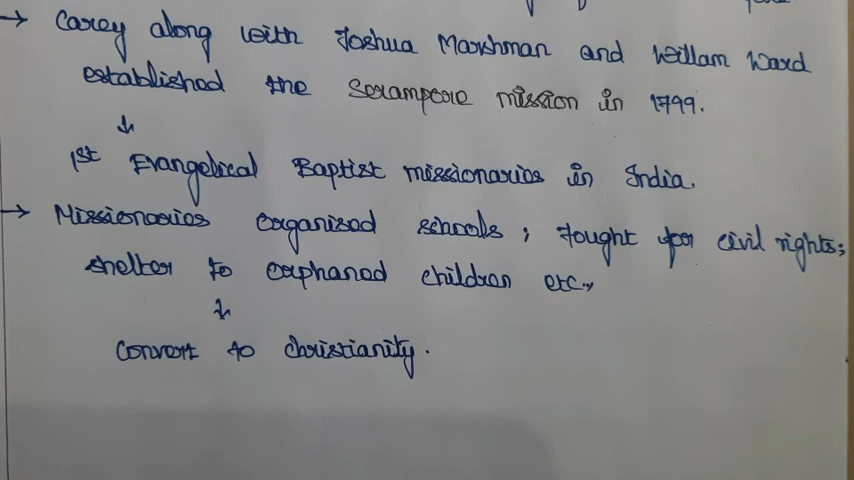 → Carey along with Joshua Marshman and Willam Ward
established the Serampore mission in 1799.
↓
1st Evangelical Baptist missionaries in India.
→ Missionaries organised schools ; fought for civil rights;
shelter to orphaned children etc.,
↓
Convert to christianity.